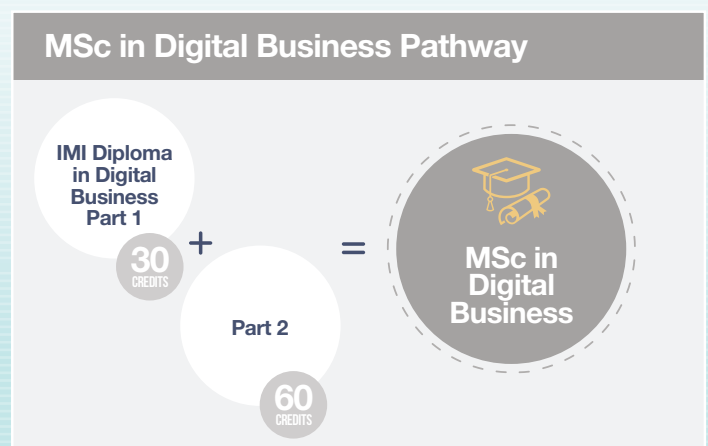 MSc in Digital Business Pathway
IMI Diploma
in Digital
Business
Part 1
30
CREDITS
+
Part 2
60
CREDITS
=
MSc in
Digital
Business